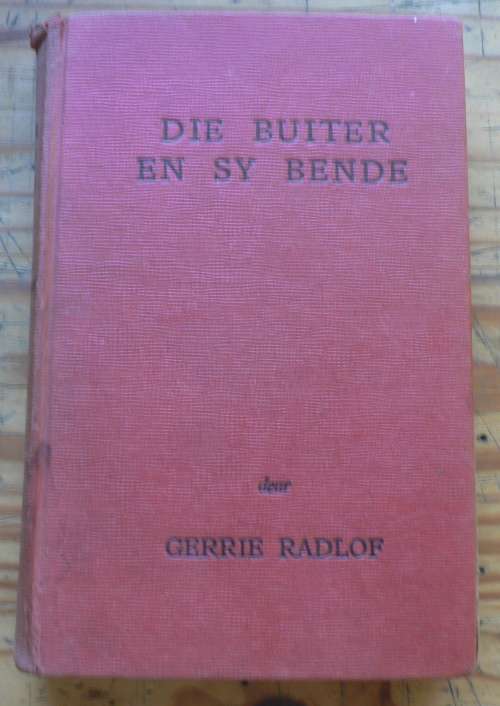 DIE BUITER
EN SY BENDE
deur
GERRIE RADLOF